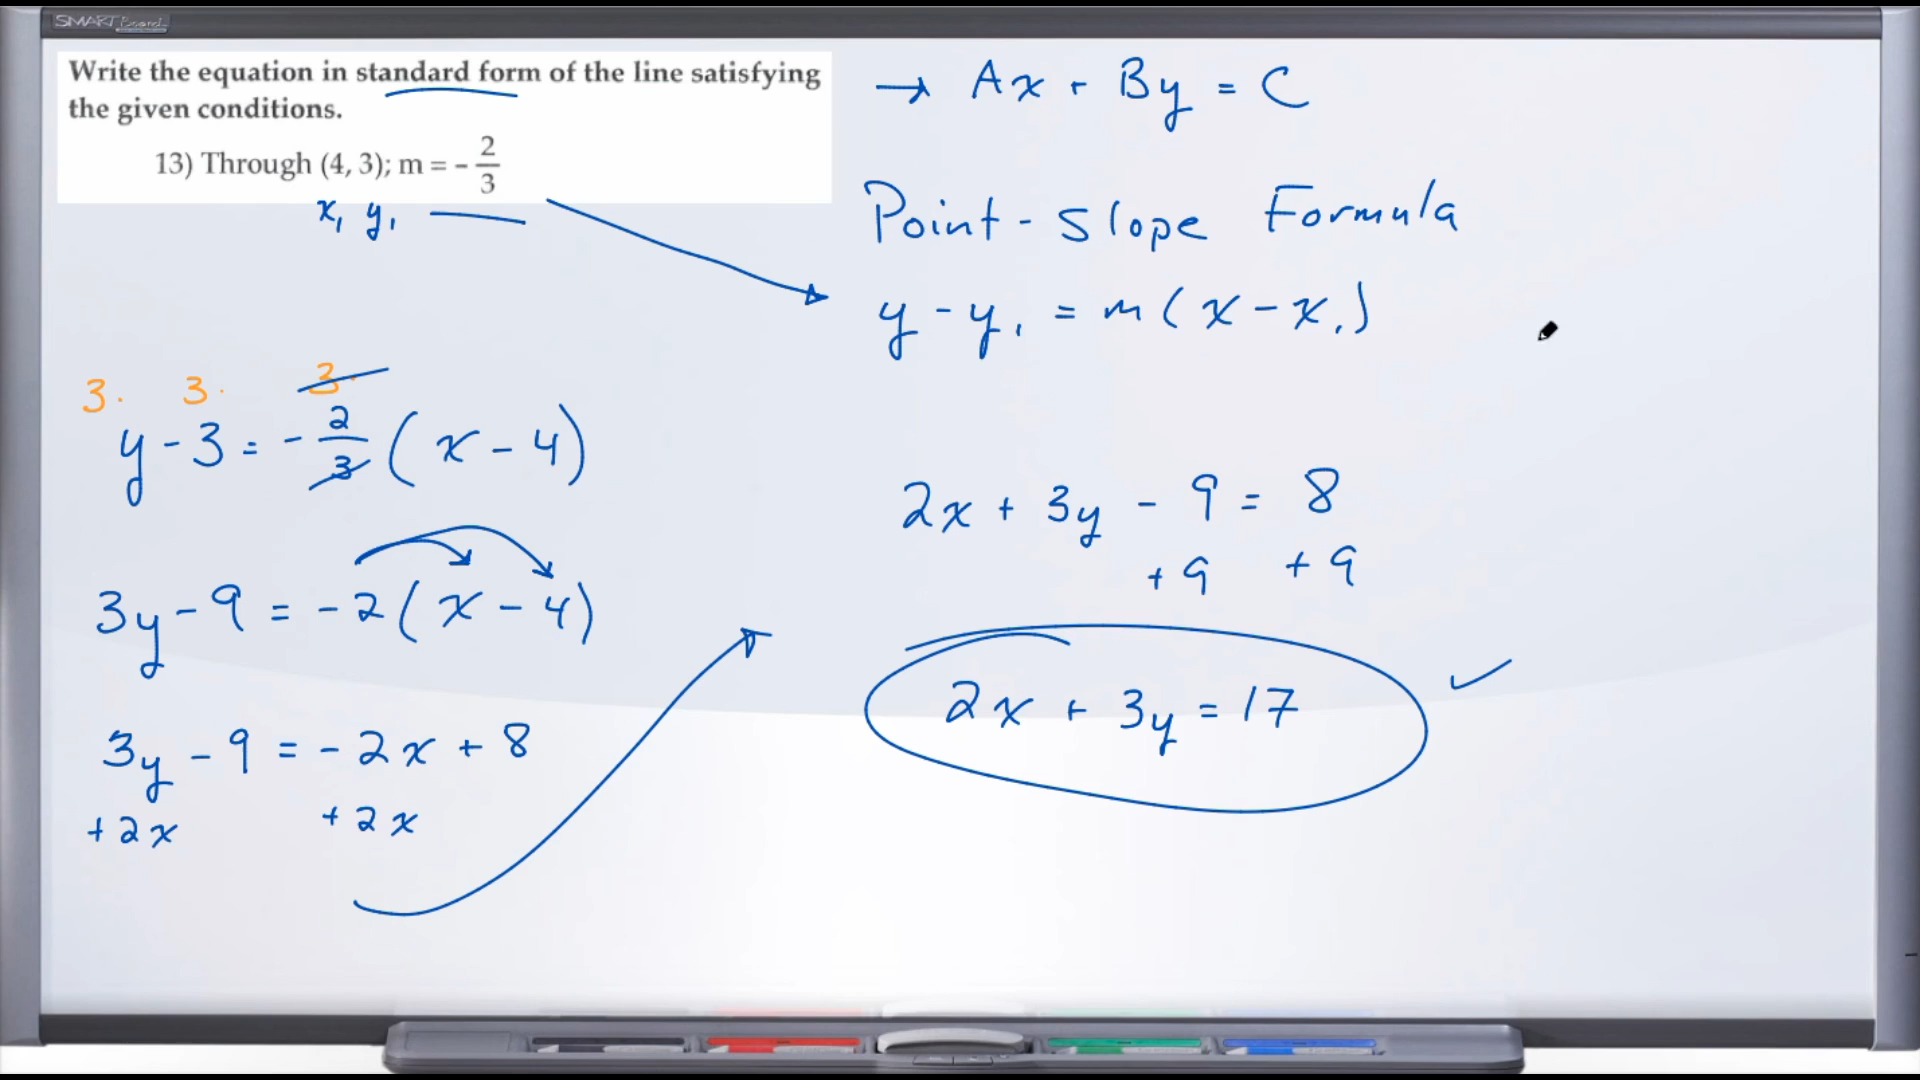 SMART Board
Write the equation in standard form of the line satisfying
the given conditions.
13) Through (4, 3); m = - 2/3
x₁ y₁
→ Ax + By = C
Point - Slope Formula
y - y₁ = m(x - x₁)
3· 3· 3·
y - 3 = - 2/3 (x - 4)
3y - 9 = -2(x - 4)
3y - 9 = -2x + 8
+2x +2x
2x + 3y - 9 = 8
+9 +9
2x + 3y = 17 ✓